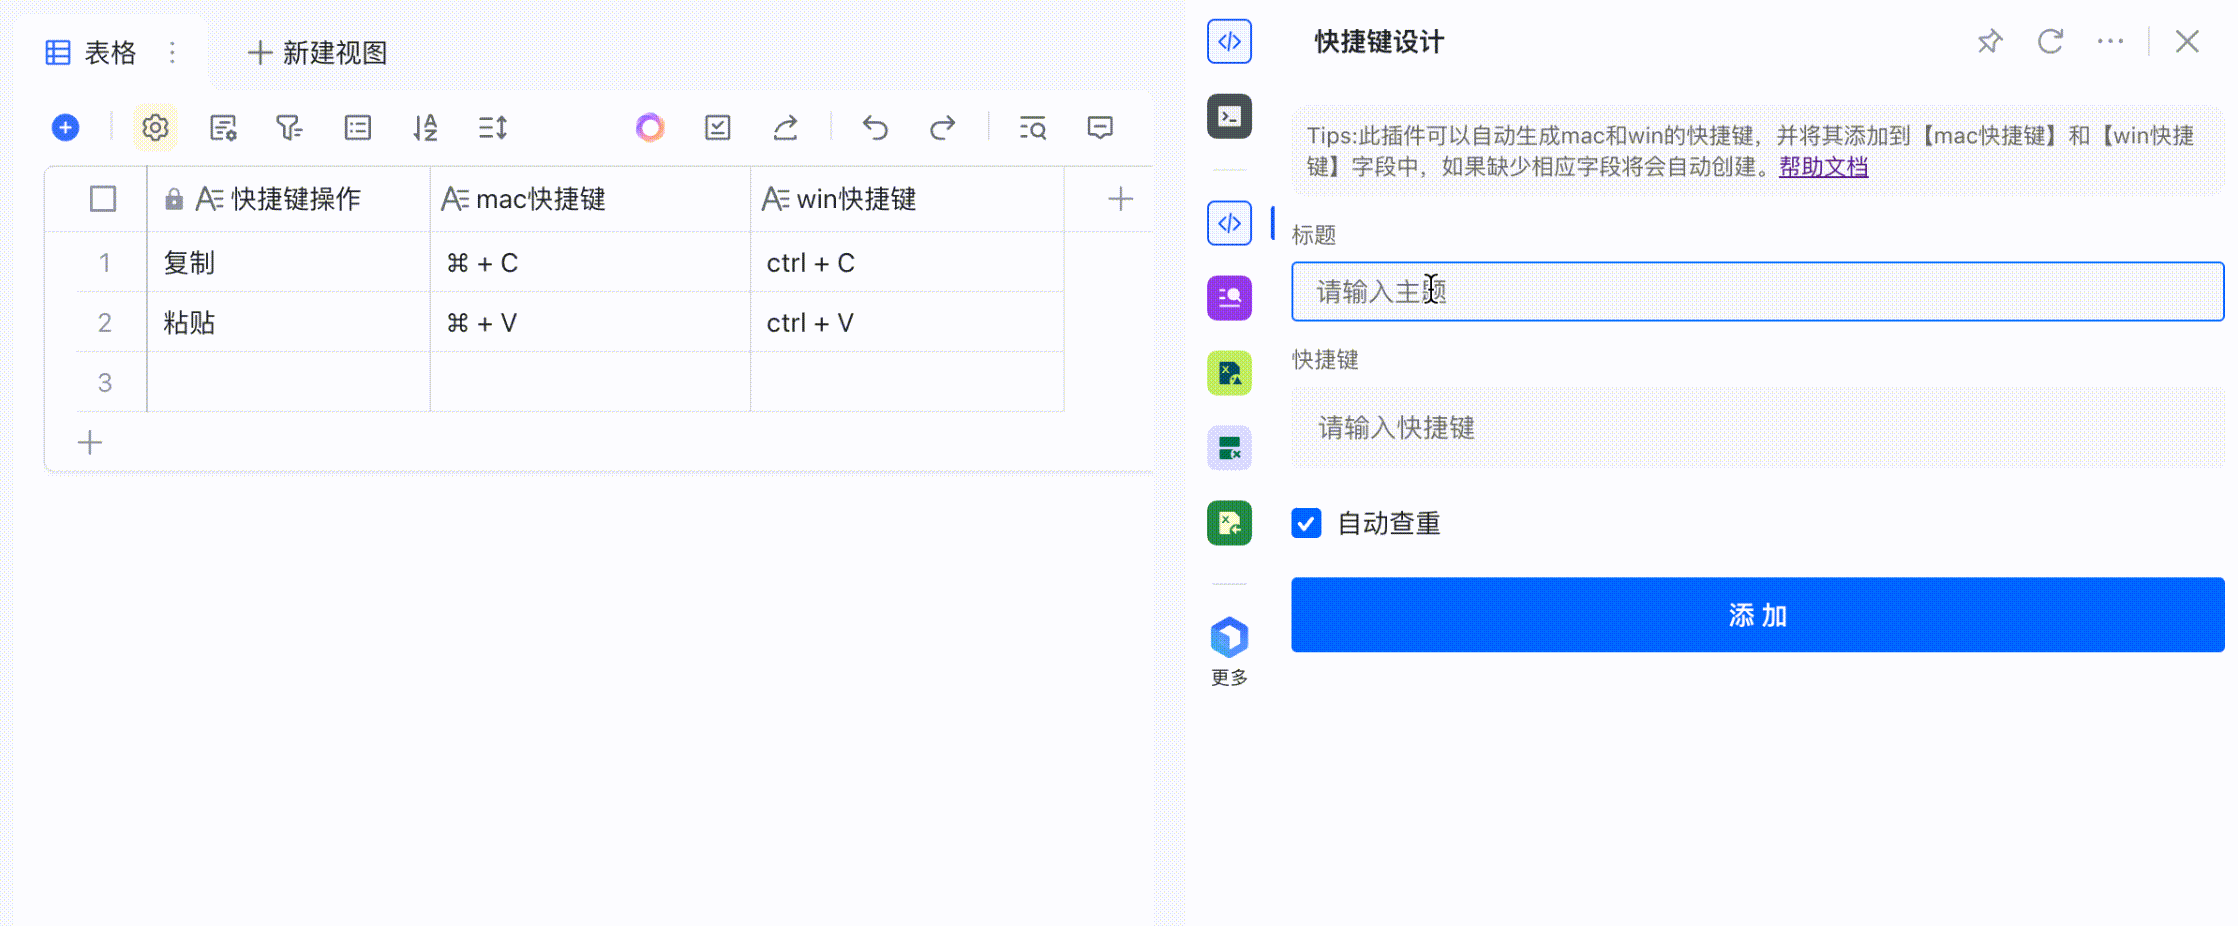 表格
新建视图
快捷键操作 mac快捷键 win快捷键
1 复制 ⌘ + C ctrl + C
2 粘贴 ⌘ + V ctrl + V
3
更多
快捷键设计
Tips:此插件可以自动生成mac和win的快捷键，并将其添加到【mac快捷键】和【win快捷
键】字段中，如果缺少相应字段将会自动创建。帮助文档
标题
请输入主题
快捷键
请输入快捷键
自动查重
添 加